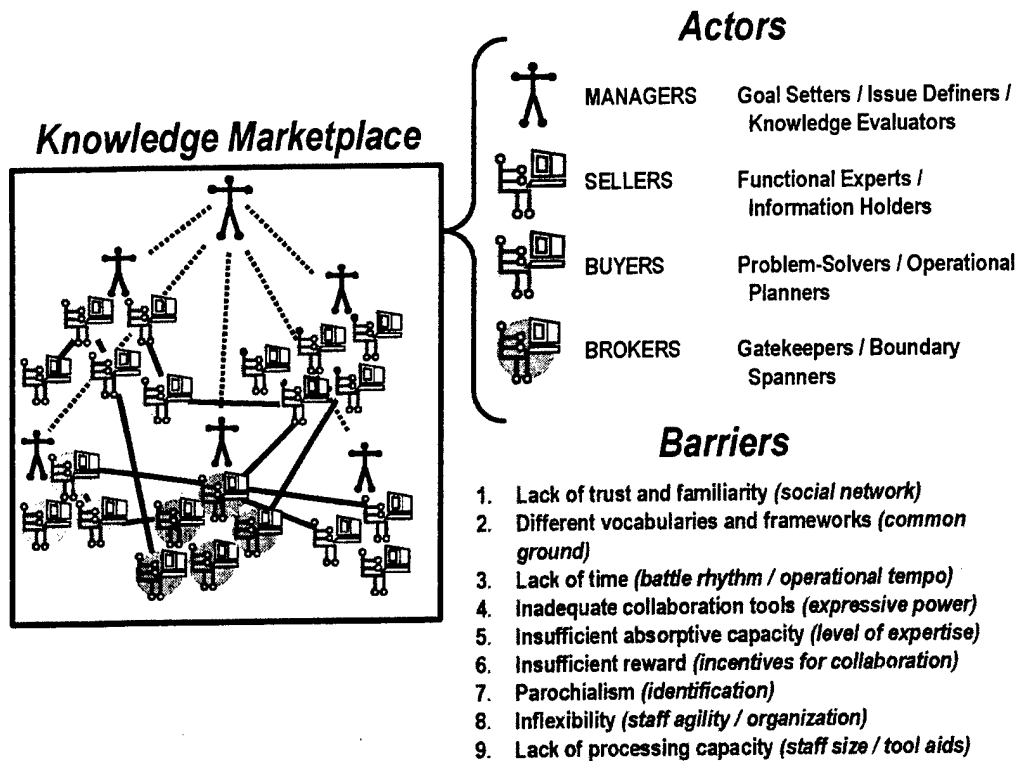 Actors
MANAGERS Goal Setters / Issue Definers /
Knowledge Evaluators
Knowledge Marketplace
SELLERS Functional Experts /
Information Holders
BUYERS Problem-Solvers / Operational
Planners
BROKERS Gatekeepers / Boundary
Spanners
Barriers
1. Lack of trust and familiarity (social network)
2. Different vocabularies and frameworks (common
ground)
3. Lack of time (battle rhythm / operational tempo)
4. Inadequate collaboration tools (expressive power)
5. Insufficient absorptive capacity (level of expertise)
6. Insufficient reward (incentives for collaboration)
7. Parochialism (identification)
8. Inflexibility (staff agility / organization)
9. Lack of processing capacity (staff size / tool aids)